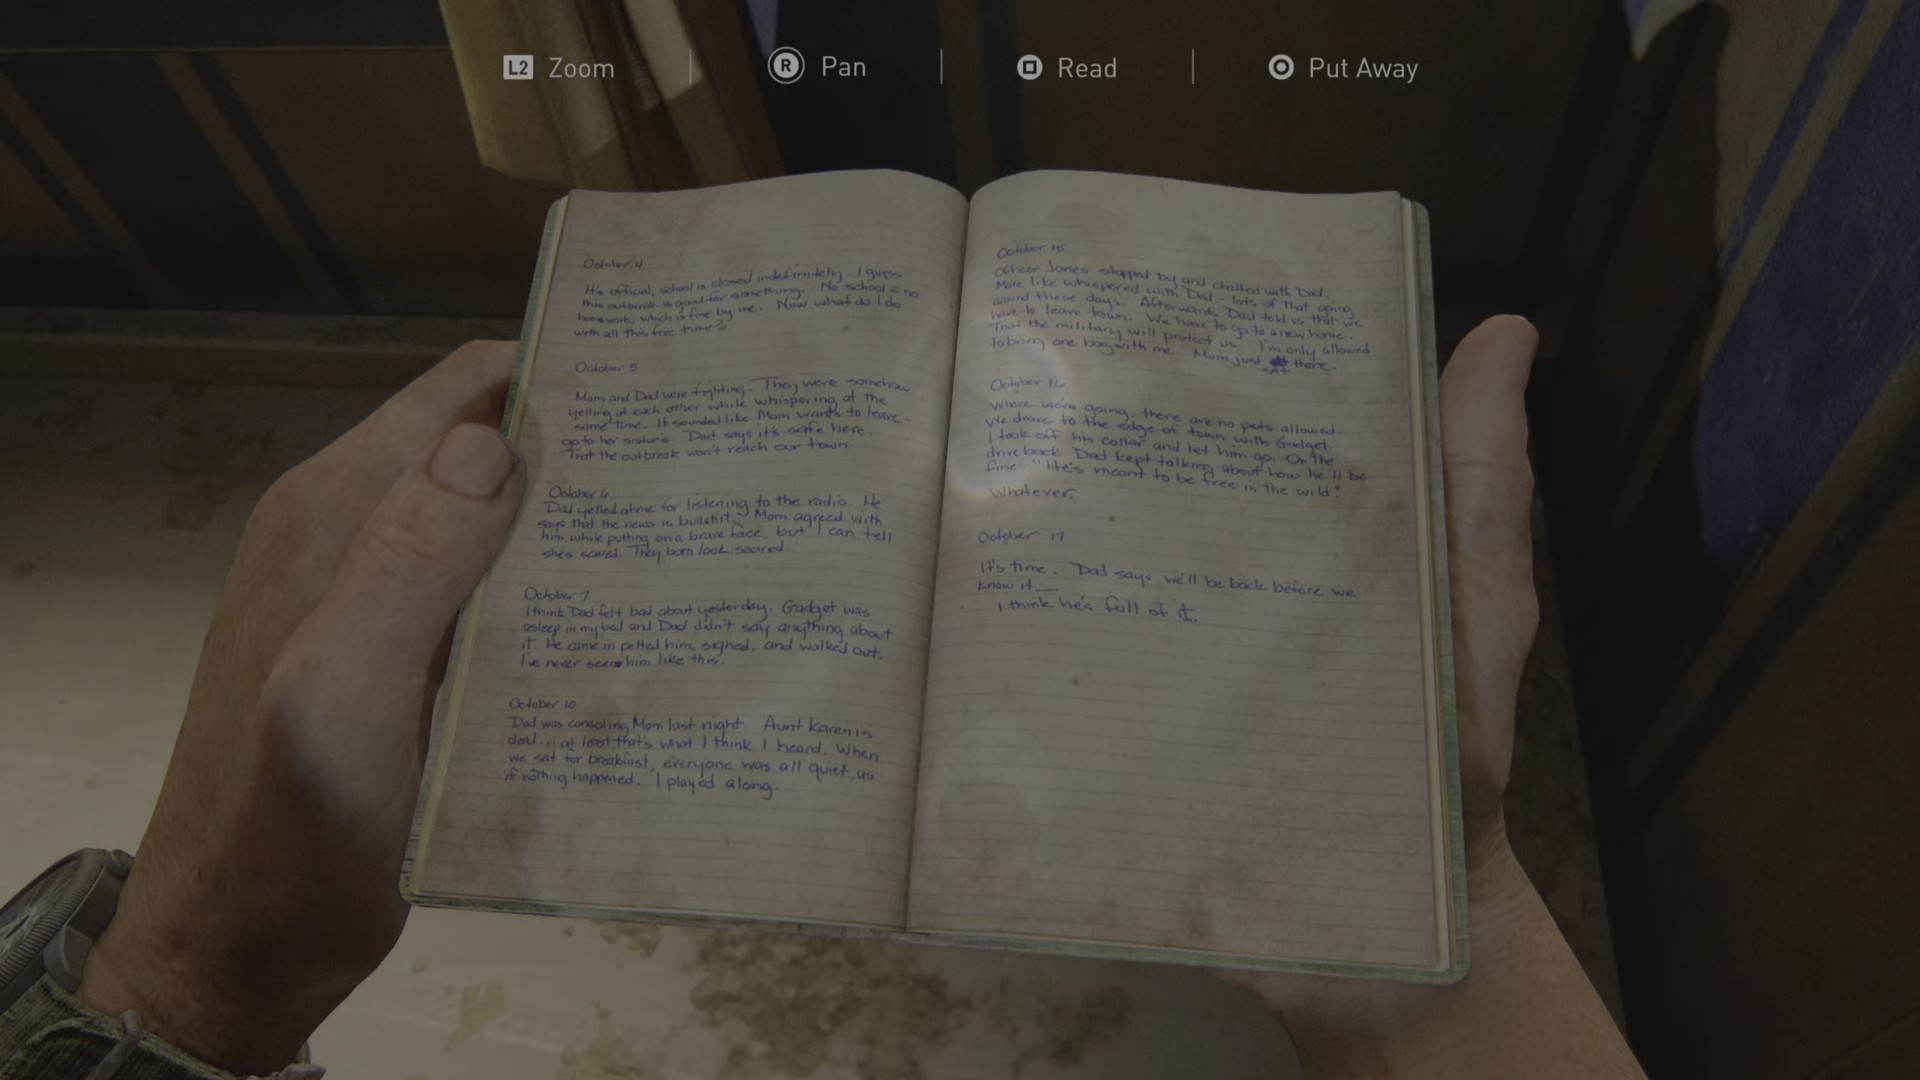 L2 Zoom
R Pan
Read
Put Away
October 4
It's official, school is closed indefinitely. I guess
this outbreak is good for something. No school = no
homework, which is fine by me. Now what do I do
with all this free time?
October 5
Mom and Dad were fighting. They were somehow
yelling at each other while whispering at the
same time. It sounded like Mom wants to leave -
go to her sister's. Dad says it's safe here.
That the outbreak won't reach our town.
October 6
Dad yelled at me for listening to the radio. He
says that the news is bullshit. Mom agreed with
him while putting on a brave face, but I can tell
she's scared. They both look scared.
October 7
I think Dad felt bad about yesterday. Gadget was
asleep in my bed and Dad didn't say anything about
it. He came in petted him, sighed, and walked out.
I've never seen him like this.
October 10
Dad was consoling Mom last night. Aunt Karen is
dead... at least that's what I think I heard. When
we sat for breakfast, everyone was all quiet, as
if nothing happened. I played along.
October 15
Officer Jones stopped by and chatted with Dad.
More like whispered with Dad - lots of that going
around these days. Afterwards Dad told us that we
have to leave town. We have to go to a new home.
That the military will protect us. I'm only allowed
to bring one bag with me. Mom just sat there.
October 16
Where we're going, there are no pets allowed.
We drove to the edge of town with Gadget.
I took off his collar and let him go. On the
drive back Dad kept talking about how he'll be
fine. "He's meant to be free in the wild."
Whatever.
October 17
It's time. Dad says we'll be back before we
know it__
I think he's full of it.